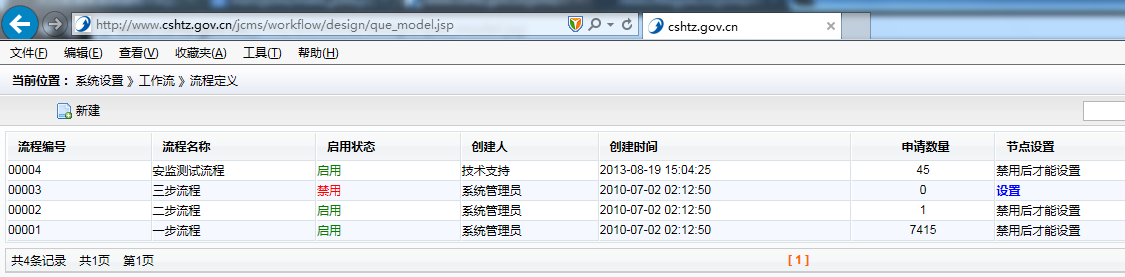 http://www.cshtz.gov.cn/jcms/workflow/design/que_model.jsp cshtz.gov.cn
文件(F) 编辑(E) 查看(V) 收藏夹(A) 工具(T) 帮助(H)
当前位置： 系统设置 》工作流 》流程定义
新建
流程编号 流程名称 启用状态 创建人 创建时间 申请数量 节点设置
00004 安监测试流程 启用 技术支持 2013-08-19 15:04:25 45 禁用后才能设置
00003 三步流程 禁用 系统管理员 2010-07-02 02:12:50 0 设置
00002 二步流程 启用 系统管理员 2010-07-02 02:12:50 1 禁用后才能设置
00001 一步流程 启用 系统管理员 2010-07-02 02:12:50 7415 禁用后才能设置
共4条记录 共1页 第1页 [ 1 ]